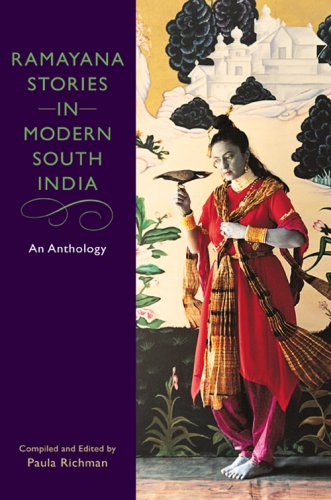 RAMAYANA
STORIES
IN
MODERN
SOUTH
INDIA
An Anthology
Compiled and Edited by
Paula Richman